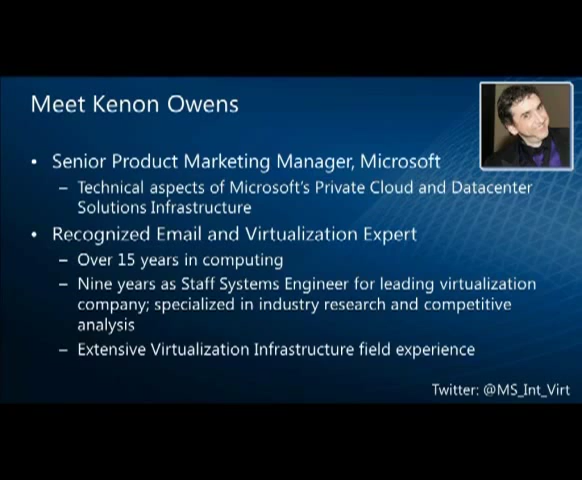 Meet Kenon Owens
• Senior Product Marketing Manager, Microsoft
– Technical aspects of Microsoft's Private Cloud and Datacenter
Solutions Infrastructure
• Recognized Email and Virtualization Expert
– Over 15 years in computing
– Nine years as Staff Systems Engineer for leading virtualization
company; specialized in industry research and competitive
analysis
– Extensive Virtualization Infrastructure field experience
Twitter: @MS_Int_Virt